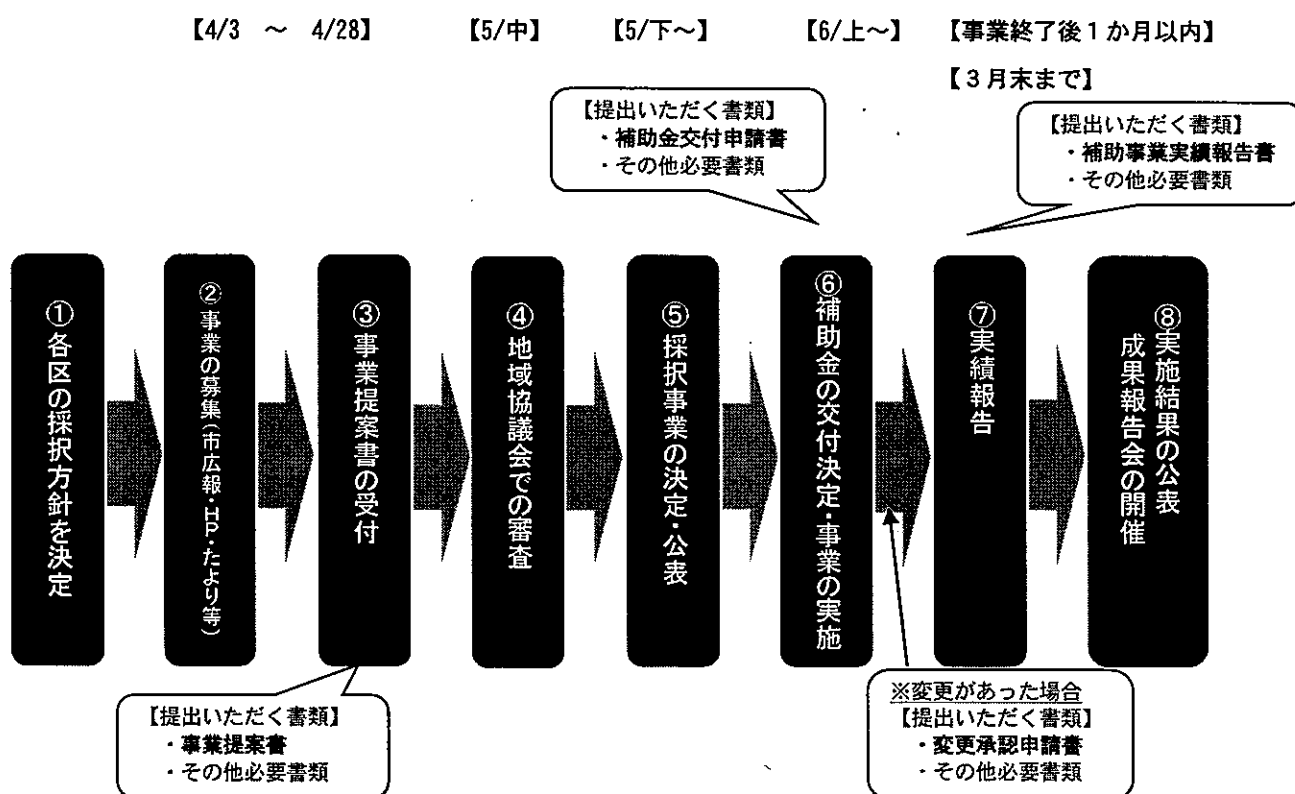 【4/3 ～ 4/28】
【5/中】
【5/下～】
【6/上～】
【事業終了後1か月以内】
【3月末まで】
【提出いただく書類】
・補助金交付申請書
・その他必要書類
【提出いただく書類】
・補助事業実績報告書
・その他必要書類
①各区の採択方針を決定
②事業の募集(市広報・HP・たより等)
③事業提案書の受付
④地域協議会での審査
⑤採択事業の決定・公表
⑥補助金の交付決定・事業の実施
⑦実績報告
⑧実施結果の公表
成果報告会の開催
【提出いただく書類】
・事業提案書
・その他必要書類
※変更があった場合
【提出いただく書類】
・変更承認申請書
・その他必要書類